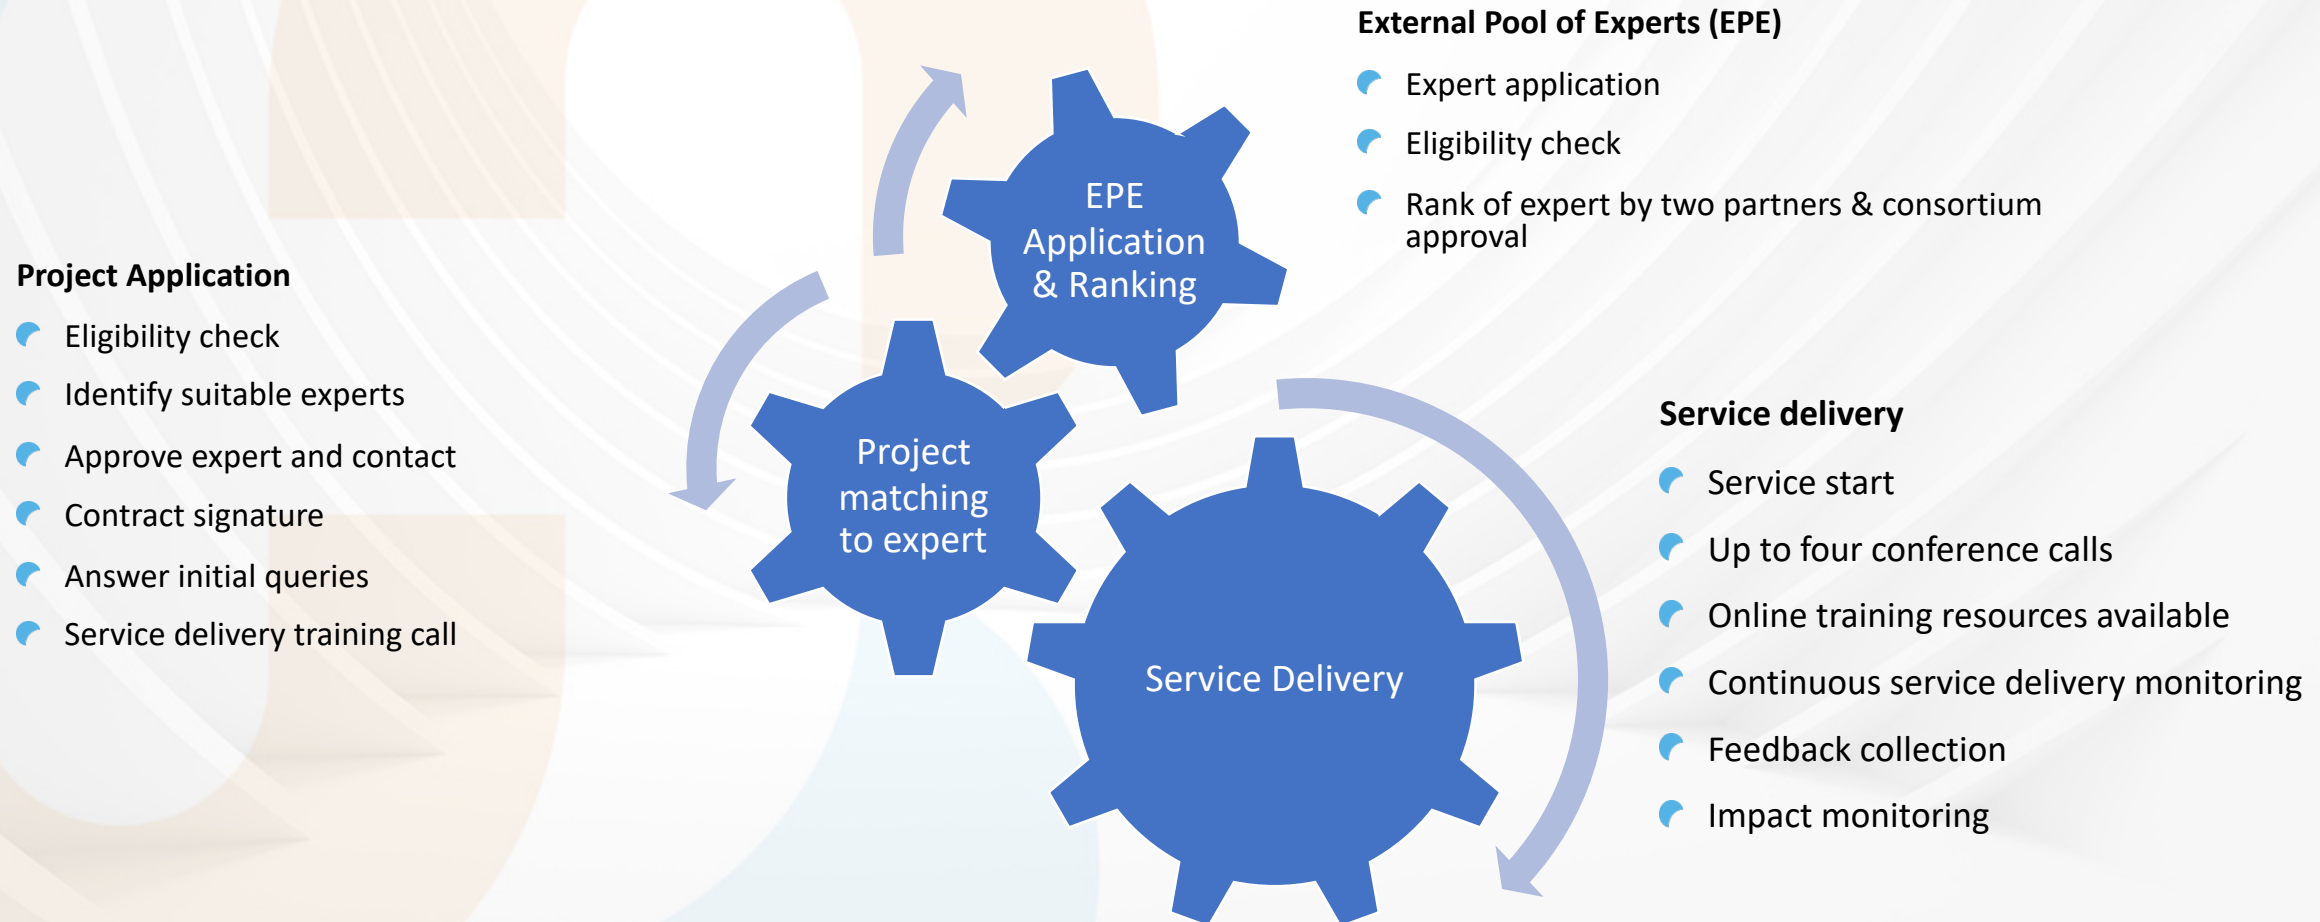 External Pool of Experts (EPE)
Expert application
Eligibility check
Rank of expert by two partners & consortium
approval
EPE
Application
& Ranking
Project Application
Eligibility check
Identify suitable experts
Approve expert and contact
Contract signature
Answer initial queries
Service delivery training call
Project
matching
to expert
Service Delivery
Service delivery
Service start
Up to four conference calls
Online training resources available
Continuous service delivery monitoring
Feedback collection
Impact monitoring